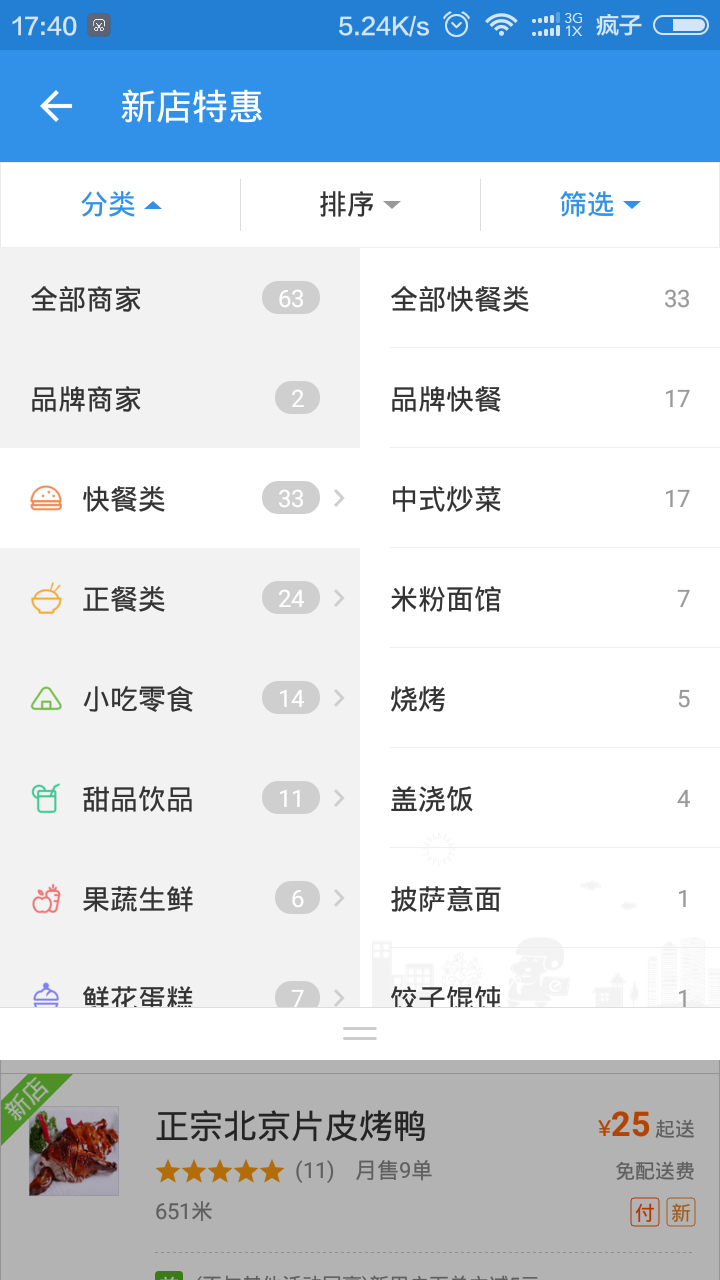 17:40 5.24K/s 3G 1X 疯子
新店特惠
分类 排序 筛选
全部商家 63
品牌商家 2
快餐类 33
正餐类 24
小吃零食 14
甜品饮品 11
果蔬生鲜 6
鲜花蛋糕 7
全部快餐类 33
品牌快餐 17
中式炒菜 17
米粉面馆 7
烧烤 5
盖浇饭 4
披萨意面 1
饺子馄饨 1
新店
正宗北京片皮烤鸭 ¥25起送
(11) 月售9单 免配送费
651米 付 新